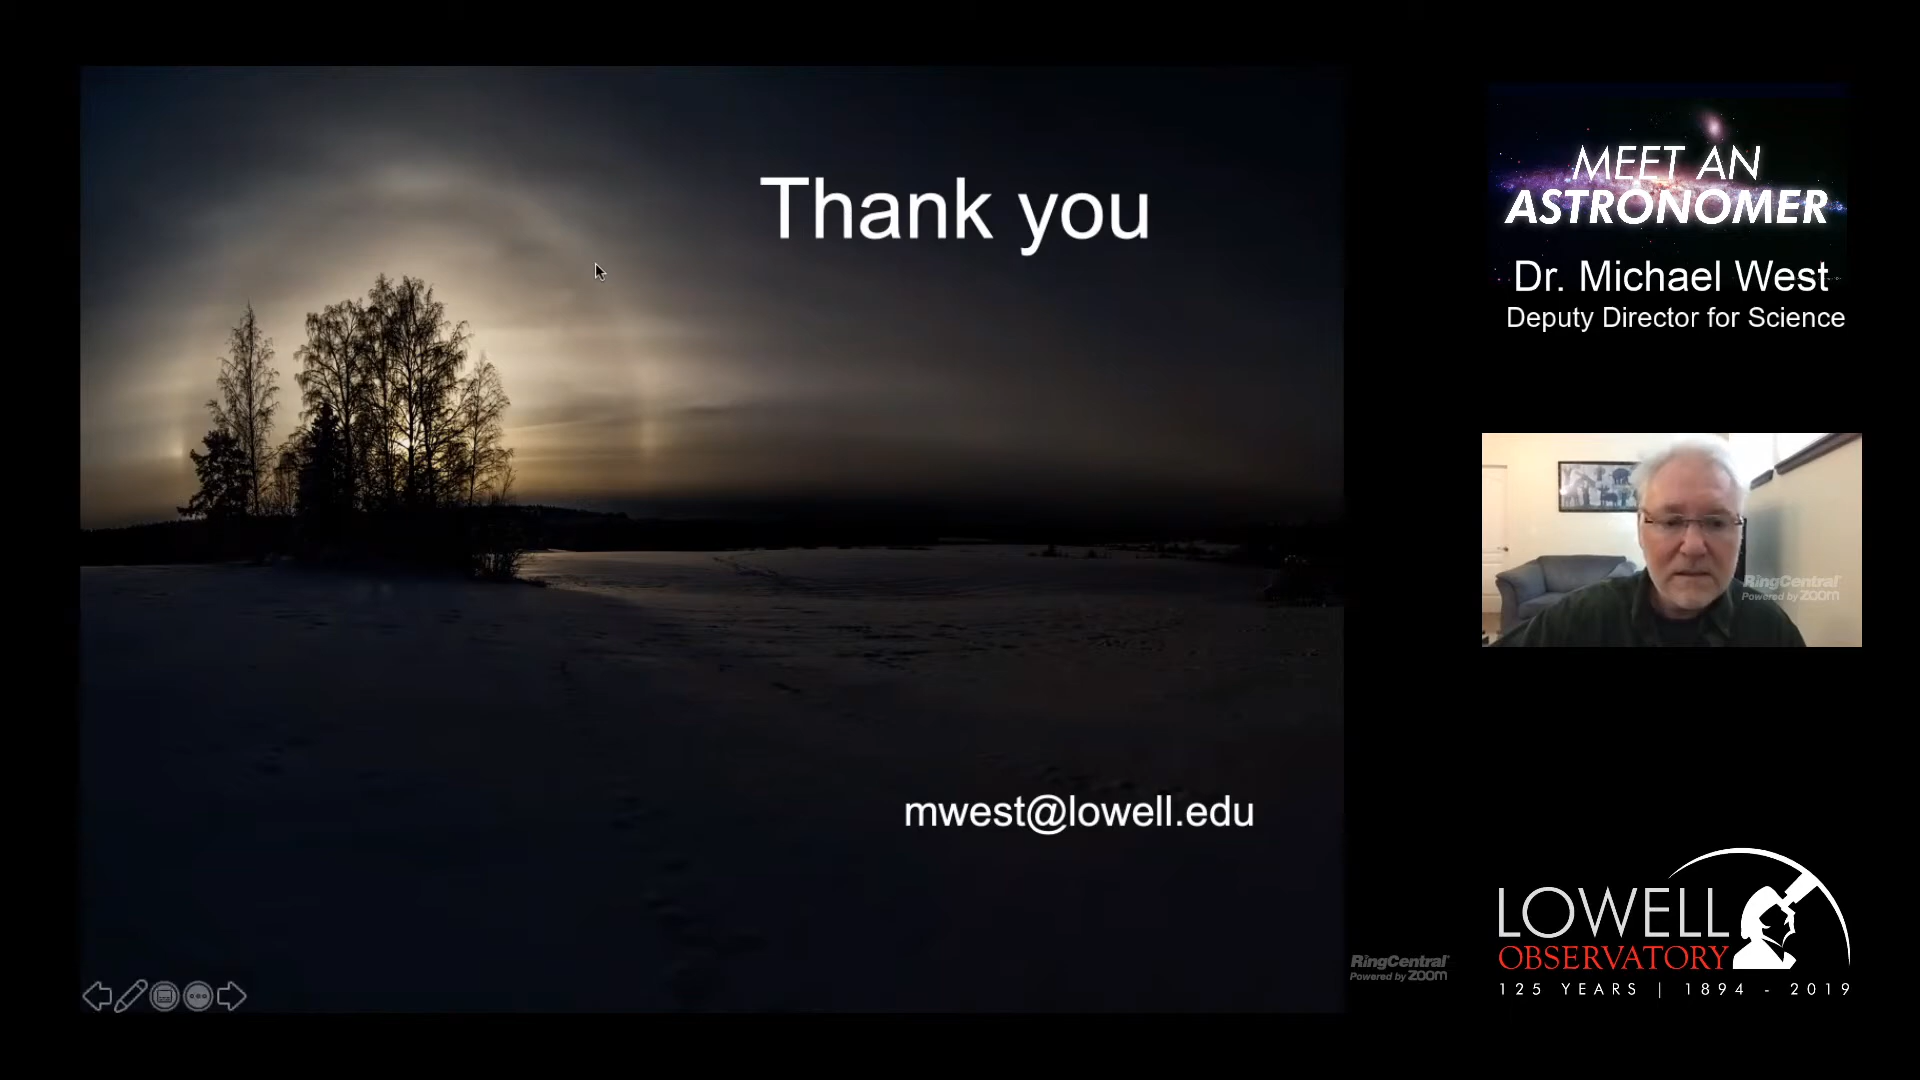 Thank you
mwest@lowell.edu
MEET AN
ASTRONOMER
Dr. Michael West
Deputy Director for Science
RingCentral
Powered by zoom
RingCentral
Powered by zoom
LOWELL
OBSERVATORY
125 YEARS | 1894 - 2019